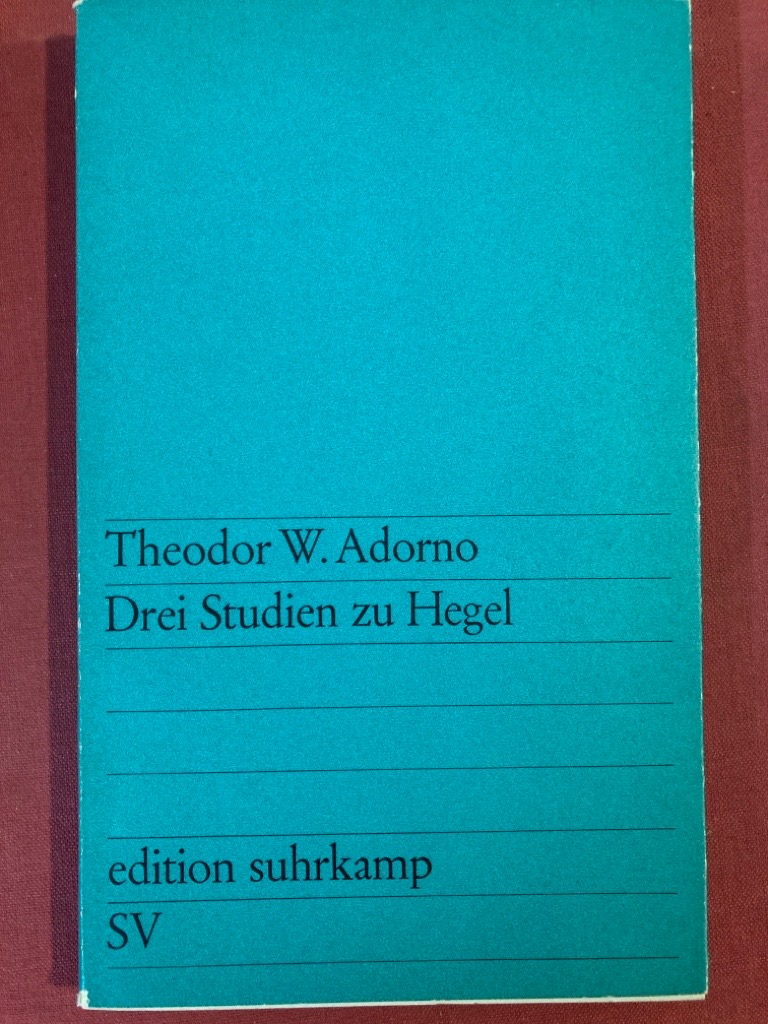 Theodor W. Adorno
Drei Studien zu Hegel
edition suhrkamp
SV